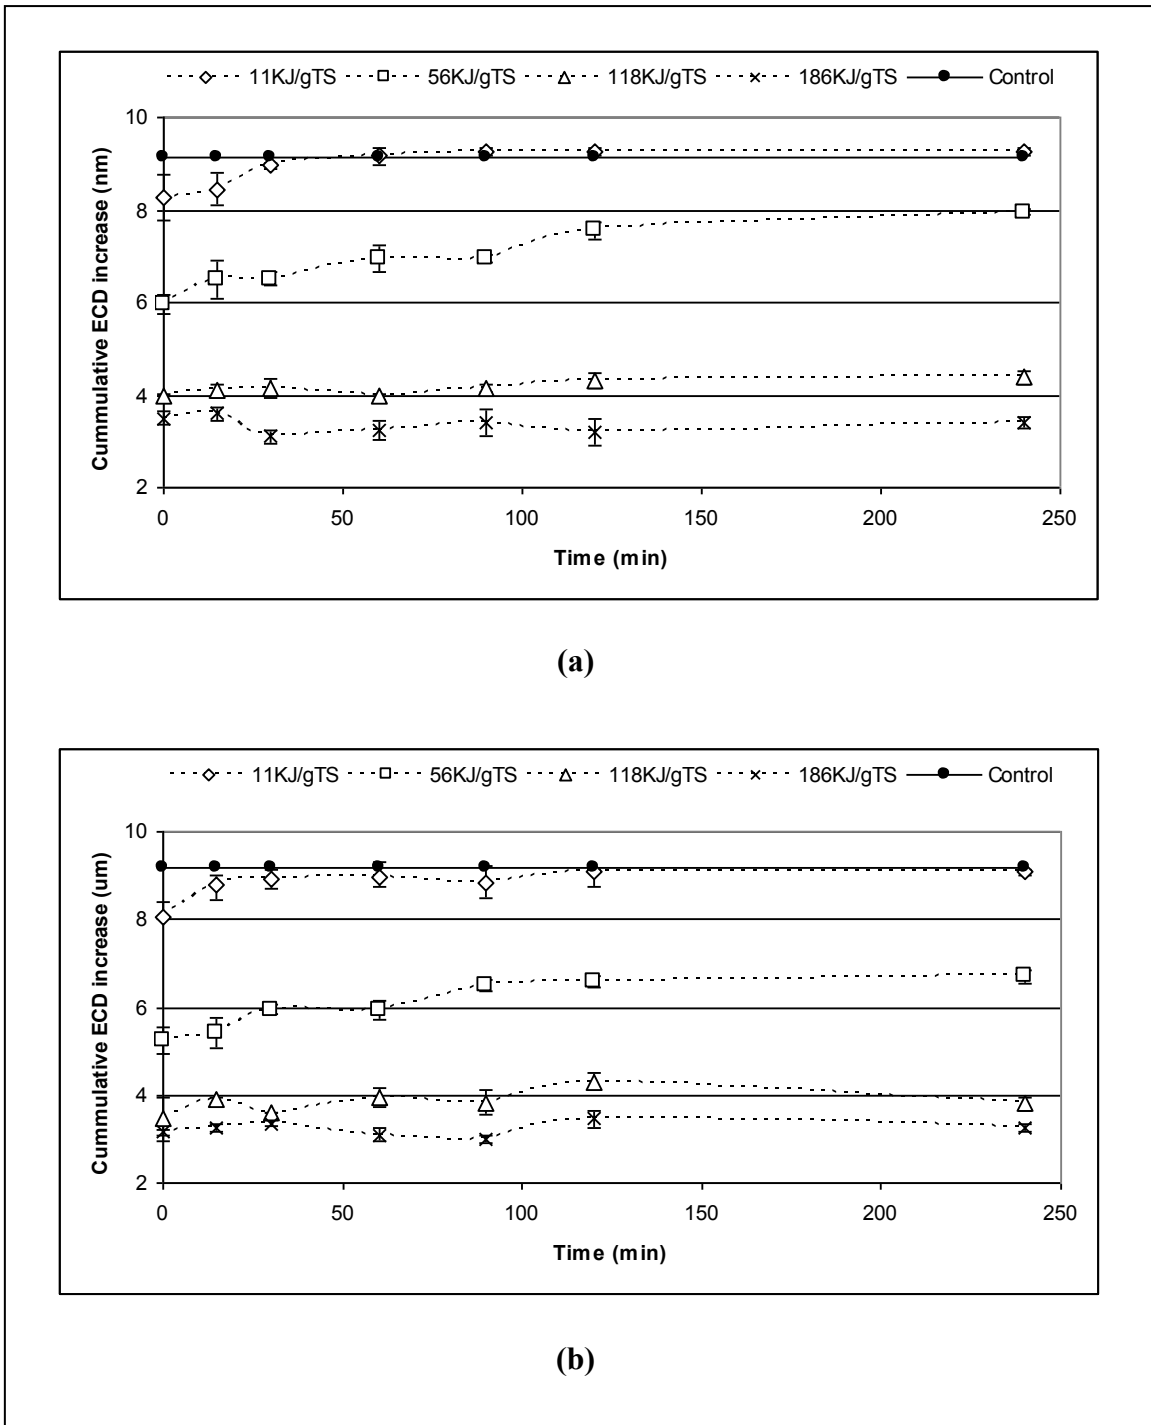 11KJ/gTS 56KJ/gTS 118KJ/gTS 186KJ/gTS Control
10
8
6
4
2
Cummulative ECD increase (nm)
0 50 100 150 200 250
Time (min)
(a)
11KJ/gTS 56KJ/gTS 118KJ/gTS 186KJ/gTS Control
10
8
6
4
2
Cummulative ECD increase (um)
0 50 100 150 200 250
Time (min)
(b)